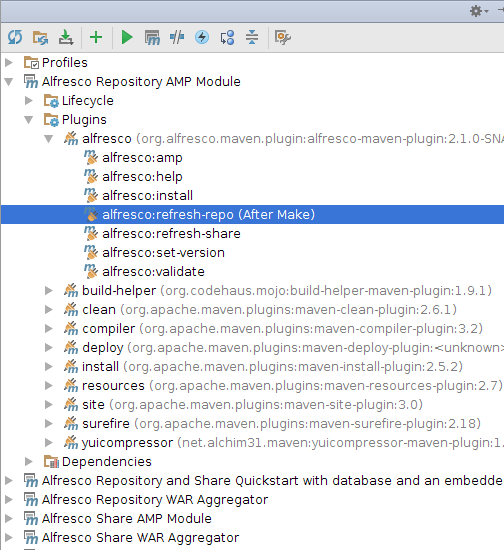 Profiles
Alfresco Repository AMP Module
Lifecycle
Plugins
alfresco (org.alfresco.maven.plugin:alfresco-maven-plugin:2.1.0-SNA
alfresco:amp
alfresco:help
alfresco:install
alfresco:refresh-repo (After Make)
alfresco:refresh-share
alfresco:set-version
alfresco:validate
build-helper (org.codehaus.mojo:build-helper-maven-plugin:1.9.1)
clean (org.apache.maven.plugins:maven-clean-plugin:2.6.1)
compiler (org.apache.maven.plugins:maven-compiler-plugin:3.2)
deploy (org.apache.maven.plugins:maven-deploy-plugin:<unknown>
install (org.apache.maven.plugins:maven-install-plugin:2.5.2)
resources (org.apache.maven.plugins:maven-resources-plugin:2.7)
site (org.apache.maven.plugins:maven-site-plugin:3.0)
surefire (org.apache.maven.plugins:maven-surefire-plugin:2.18)
yuicompressor (net.alchim31.maven:yuicompressor-maven-plugin:1.
Dependencies
Alfresco Repository and Share Quickstart with database and an embedde
Alfresco Repository WAR Aggregator
Alfresco Share AMP Module
Alfresco Share WAR Aggregator